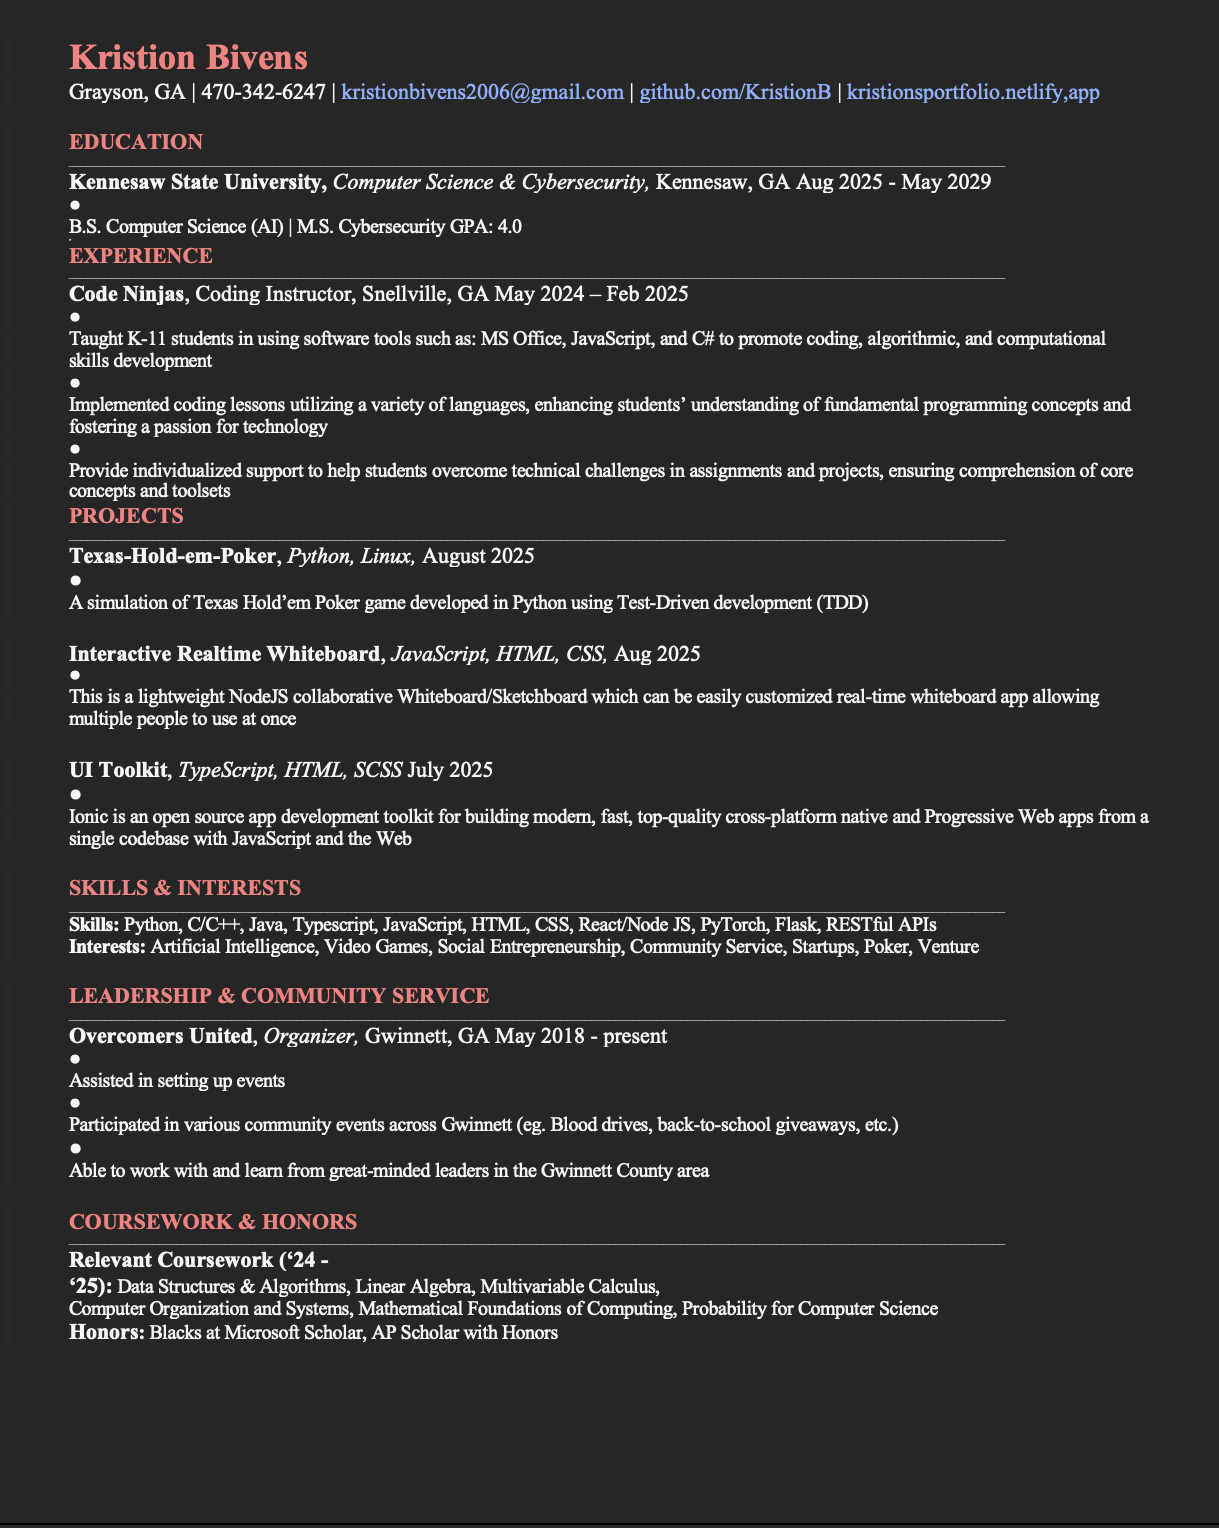 Kristion Bivens
Grayson, GA | 470-342-6247 | kristionbivens2006@gmail.com | github.com/KristionB | kristionsportfolio.netlify,app
EDUCATION
Kennesaw State University, Computer Science & Cybersecurity, Kennesaw, GA Aug 2025 - May 2029
●
B.S. Computer Science (AI) | M.S. Cybersecurity GPA: 4.0
EXPERIENCE
Code Ninjas, Coding Instructor, Snellville, GA May 2024 – Feb 2025
●
Taught K-11 students in using software tools such as: MS Office, JavaScript, and C# to promote coding, algorithmic, and computational
skills development
●
Implemented coding lessons utilizing a variety of languages, enhancing students’ understanding of fundamental programming concepts and
fostering a passion for technology
●
Provide individualized support to help students overcome technical challenges in assignments and projects, ensuring comprehension of core
concepts and toolsets
PROJECTS
Texas-Hold-em-Poker, Python, Linux, August 2025
●
A simulation of Texas Hold’em Poker game developed in Python using Test-Driven development (TDD)
Interactive Realtime Whiteboard, JavaScript, HTML, CSS, Aug 2025
●
This is a lightweight NodeJS collaborative Whiteboard/Sketchboard which can be easily customized real-time whiteboard app allowing
multiple people to use at once
UI Toolkit, TypeScript, HTML, SCSS July 2025
●
Ionic is an open source app development toolkit for building modern, fast, top-quality cross-platform native and Progressive Web apps from a
single codebase with JavaScript and the Web
SKILLS & INTERESTS
Skills: Python, C/C++, Java, Typescript, JavaScript, HTML, CSS, React/Node JS, PyTorch, Flask, RESTful APIs
Interests: Artificial Intelligence, Video Games, Social Entrepreneurship, Community Service, Startups, Poker, Venture
LEADERSHIP & COMMUNITY SERVICE
Overcomers United, Organizer, Gwinnett, GA May 2018 - present
●
Assisted in setting up events
●
Participated in various community events across Gwinnett (eg. Blood drives, back-to-school giveaways, etc.)
●
Able to work with and learn from great-minded leaders in the Gwinnett County area
COURSEWORK & HONORS
Relevant Coursework (‘24 -
‘25): Data Structures & Algorithms, Linear Algebra, Multivariable Calculus,
Computer Organization and Systems, Mathematical Foundations of Computing, Probability for Computer Science
Honors: Blacks at Microsoft Scholar, AP Scholar with Honors